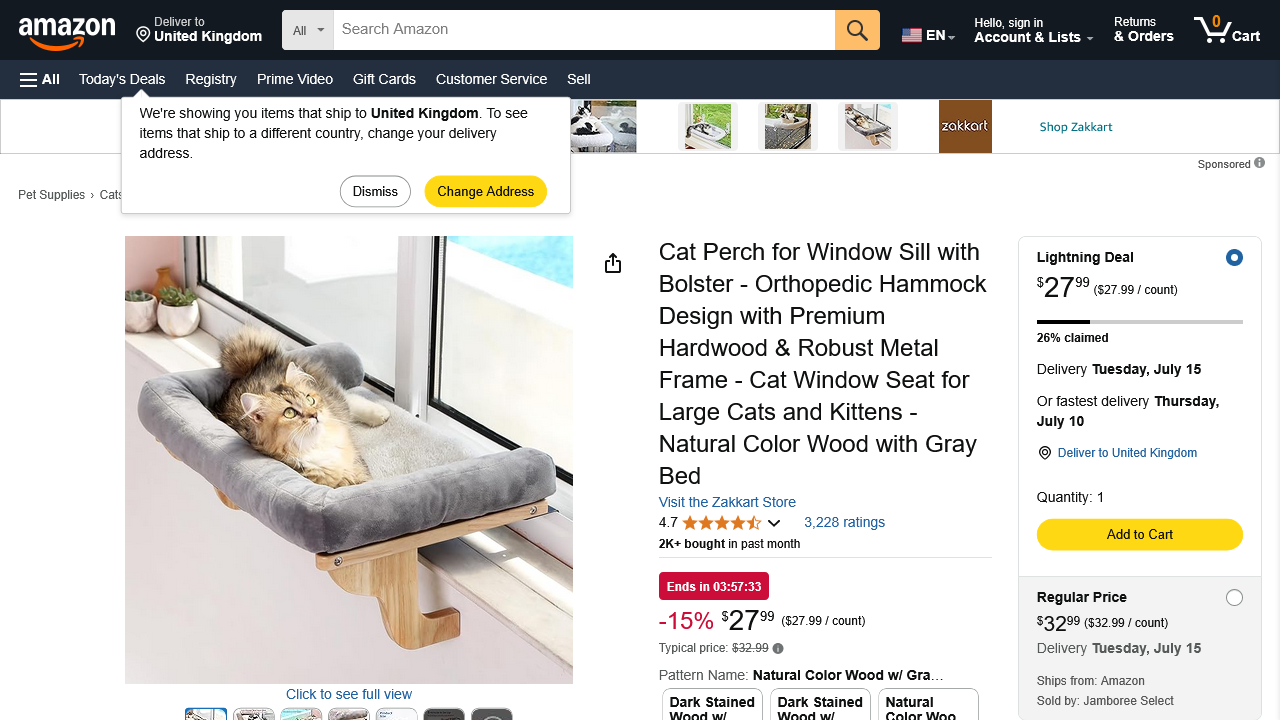 amazon
Deliver to
United Kingdom
All
Search Amazon
EN
Hello, sign in
Account & Lists
Returns
& Orders
0
Cart
All
Today's Deals
Registry
Prime Video
Gift Cards
Customer Service
Sell
We're showing you items that ship to United Kingdom. To see
items that ship to a different country, change your delivery
address.
Dismiss
Change Address
zakkart
Shop Zakkart
Sponsored
Pet Supplies › Cats
Cat Perch for Window Sill with
Bolster - Orthopedic Hammock
Design with Premium
Hardwood & Robust Metal
Frame - Cat Window Seat for
Large Cats and Kittens -
Natural Color Wood with Gray
Bed
Visit the Zakkart Store
4.7
3,228 ratings
2K+ bought in past month
Ends in 03:57:33
-15% $27.99 ($27.99 / count)
Typical price: $32.99
Pattern Name: Natural Color Wood w/ Gra…
Dark Stained
Wood w/
Dark Stained
Wood w/
Natural
Color Woo
Click to see full view
Lightning Deal
$27.99 ($27.99 / count)
26% claimed
Delivery Tuesday, July 15
Or fastest delivery Thursday,
July 10
Deliver to United Kingdom
Quantity: 1
Add to Cart
Regular Price
$32.99 ($32.99 / count)
Delivery Tuesday, July 15
Ships from: Amazon
Sold by: Jamboree Select